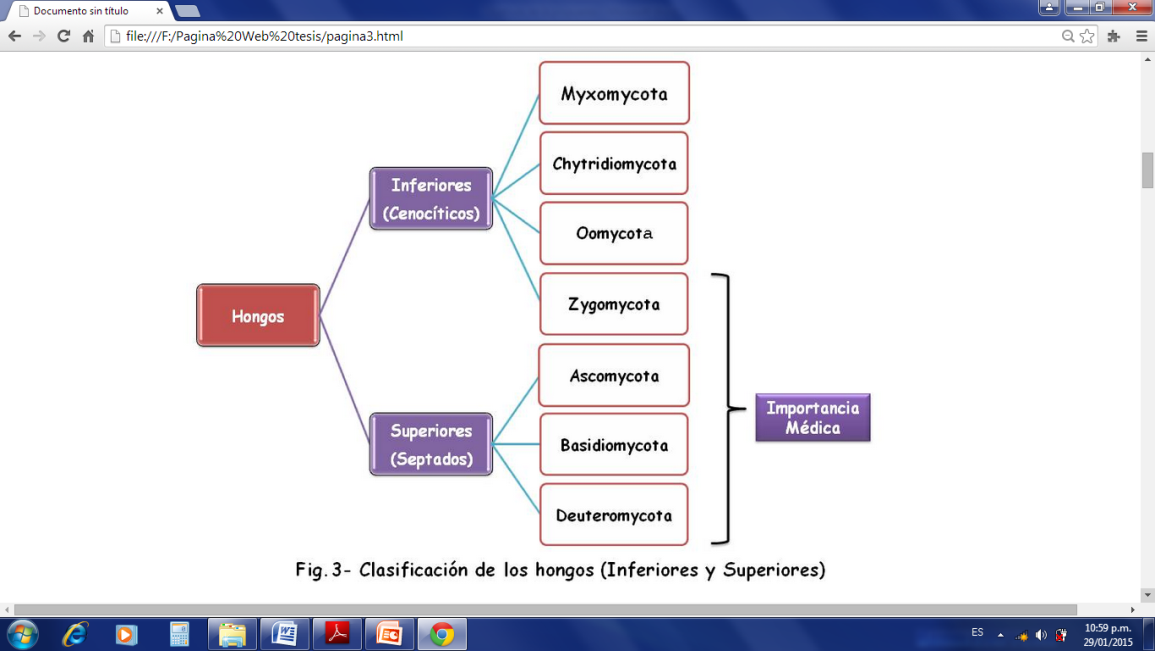 Documento sin título
file:///F:/Pagina%20Web%20tesis/pagina3.html
Myxomycota
Chytridiomycota
Oomycota
Zygomycota
Inferiores
(Cenocíticos)
Hongos
Ascomycota
Basidiomycota
Deuteromycota
Superiores
(Septados)
Importancia
Médica
Fig.3- Clasificación de los hongos (Inferiores y Superiores)
ES
10:59 p.m.
29/01/2015